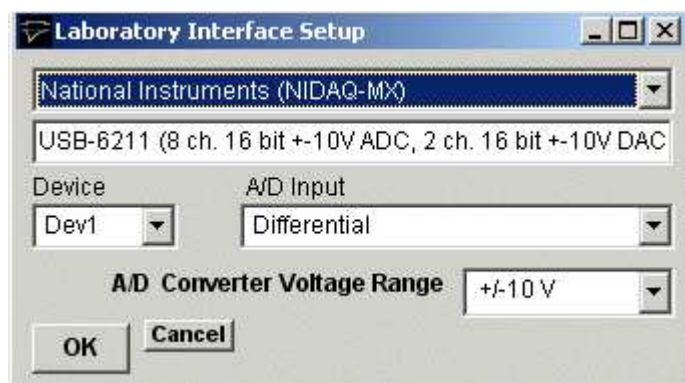 Laboratory Interface Setup
National Instruments (NIDAQ-MX)
USB-6211 (8 ch. 16 bit +-10V ADC, 2 ch. 16 bit +-10V DAC
Device A/D Input
Dev1 Differential
A/D Converter Voltage Range +/-10 V
OK Cancel